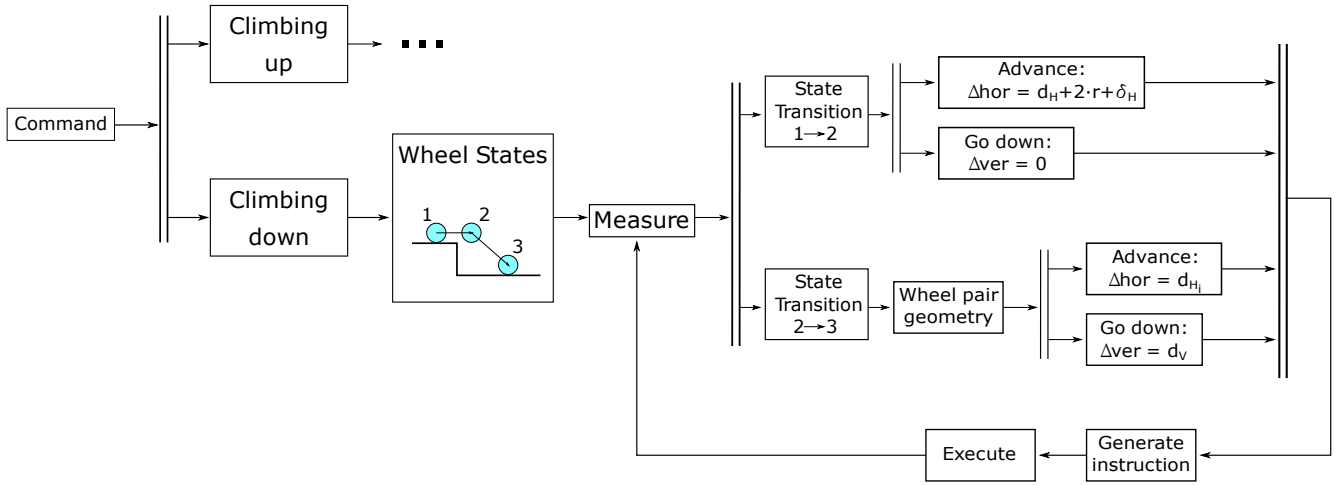 Command
Climbing
up
...
Climbing
down
Wheel States
1
2
3
Measure
State
Transition
1→2
Advance:
Δhor = d_H+2·r+δ_H
Go down:
Δver = 0
State
Transition
2→3
Wheel pair
geometry
Advance:
Δhor = d_H_i
Go down:
Δver = d_V
Generate
instruction
Execute